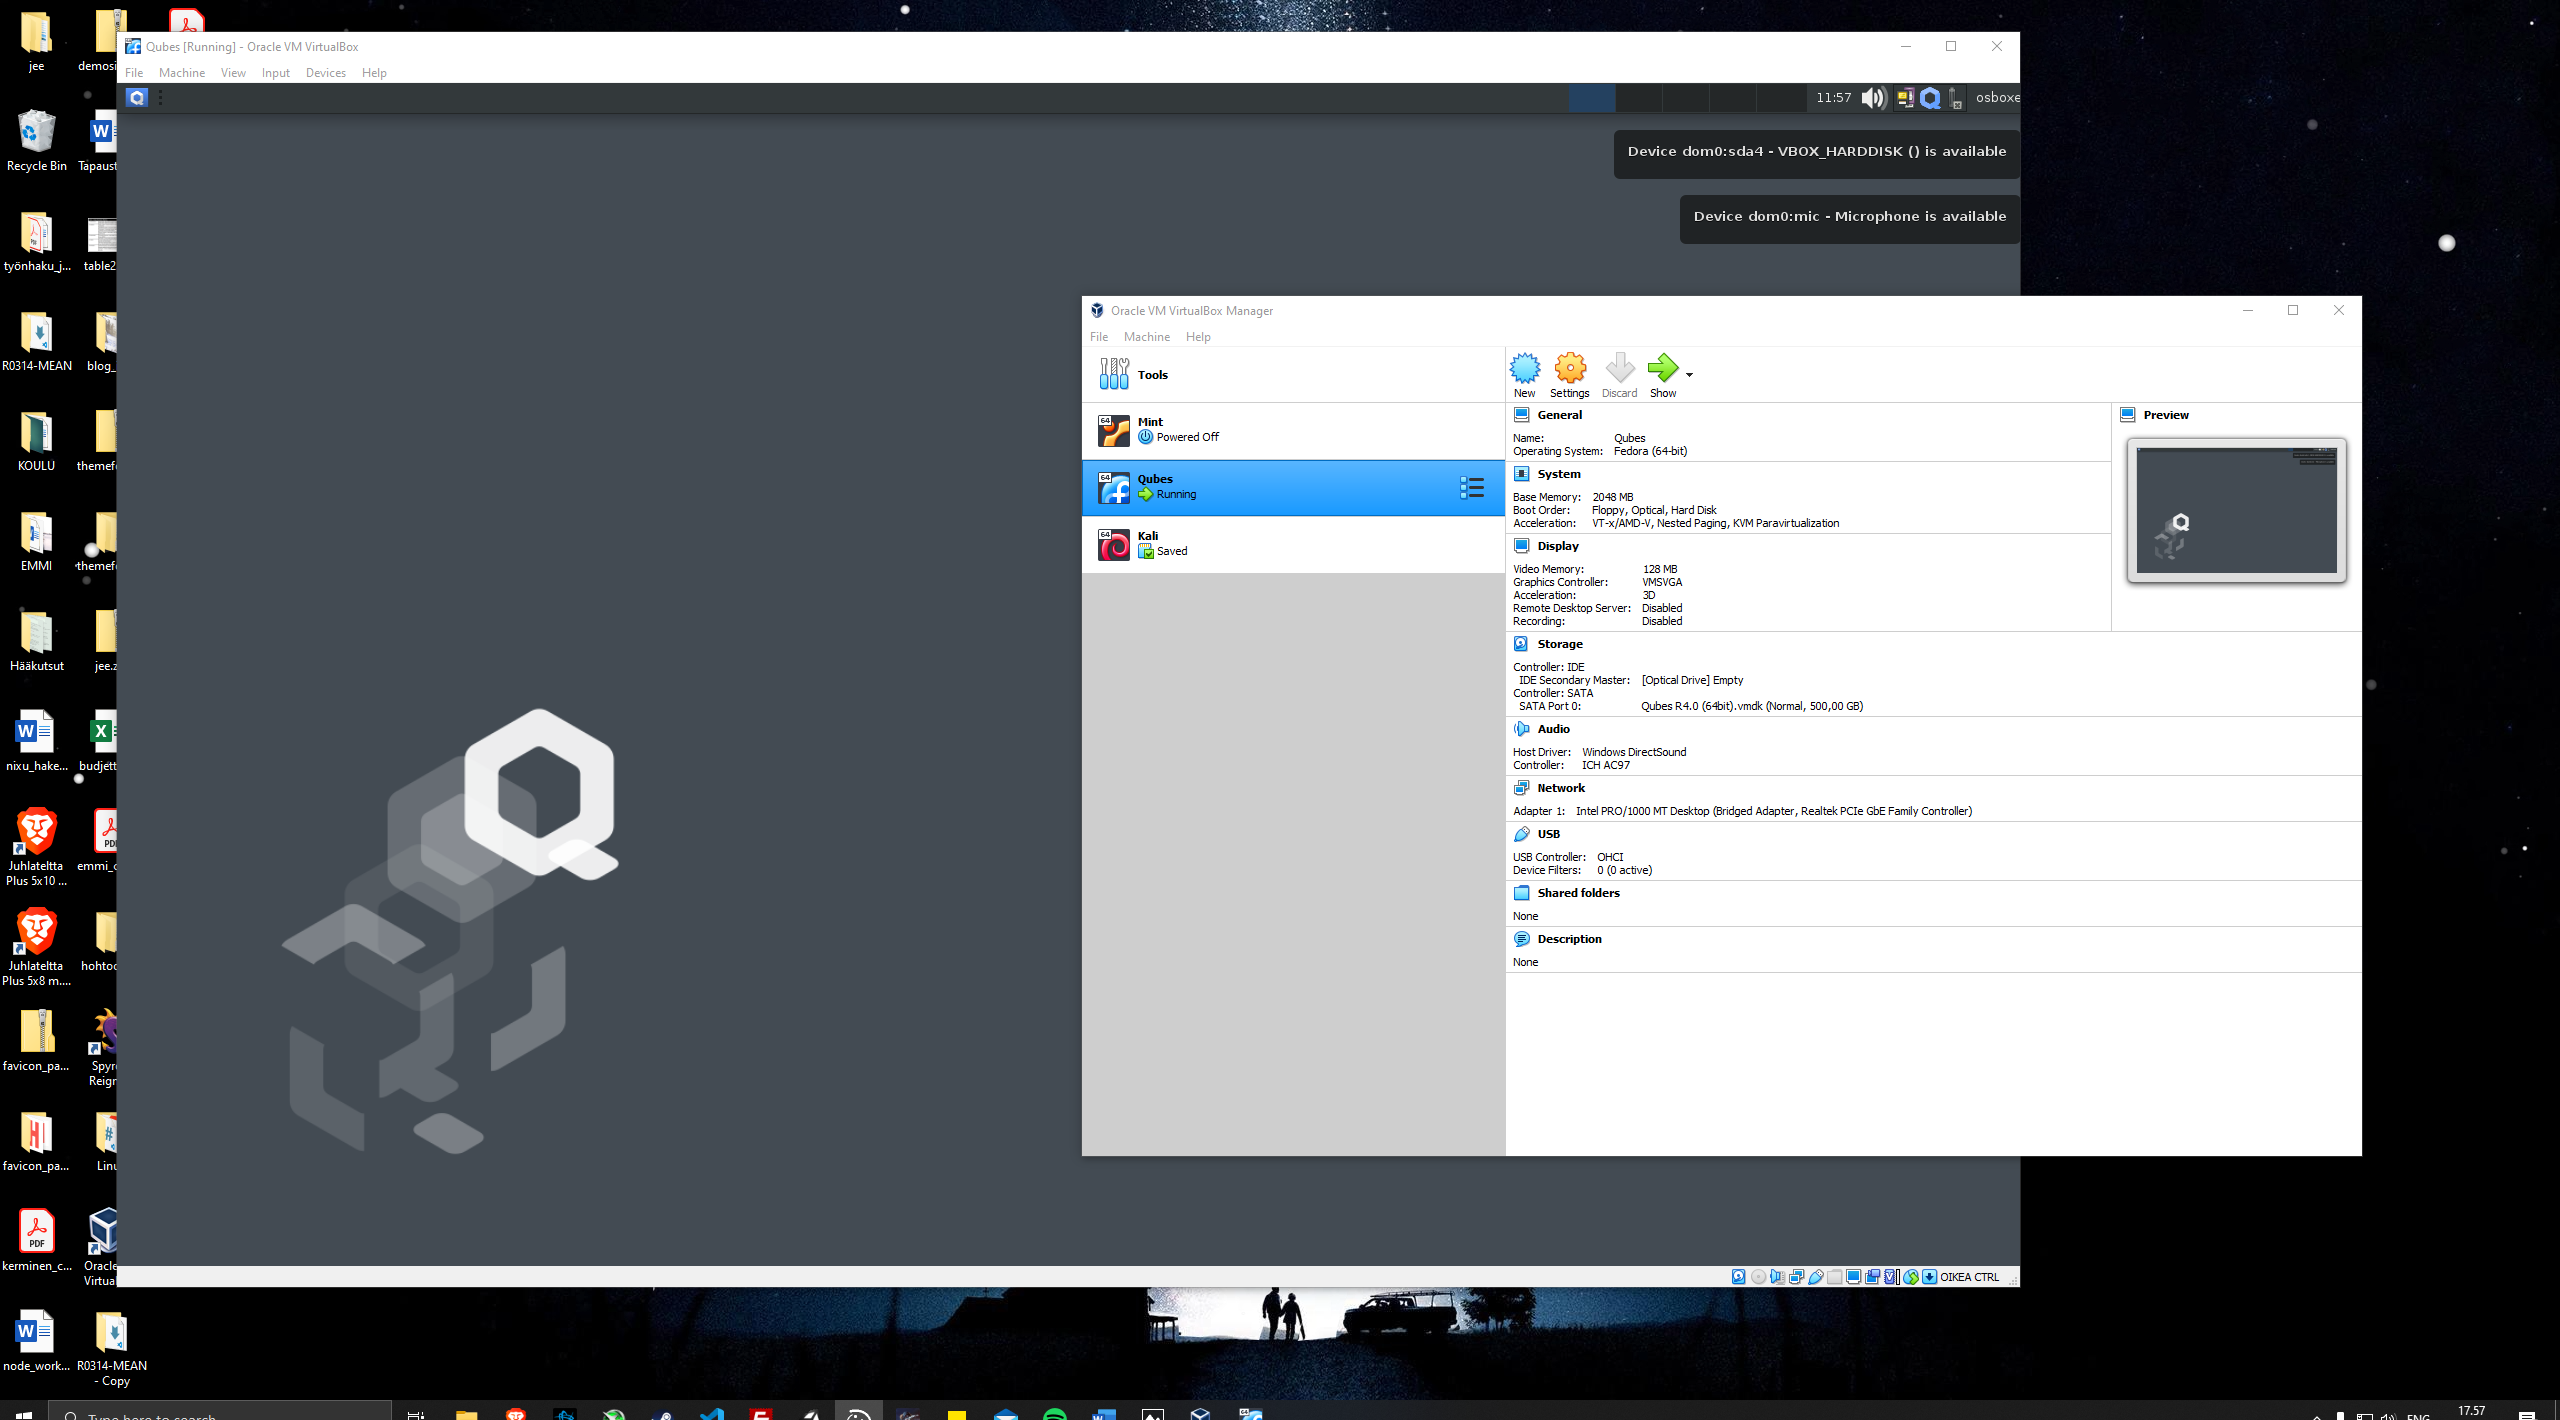 jee
demosi
Recycle Bin
Tapaust
työnhaku_j...
table2
R0314-MEAN
blog_
KOULU
themefo
EMMI
themefo
Hääkutsut
jee.z
nixu_hake...
budjett
Juhlateltta
Plus 5x10 ...
emmi_c
Juhlateltta
Plus 5x8 m....
hohtoc
favicon_pa...
Spyro
Reign
favicon_pa...
Linu
kerminen_c...
Oracle
Virtual
node_work...
R0314-MEAN
- Copy
Qubes [Running] - Oracle VM VirtualBox
File Machine View Input Devices Help
11:57 osboxe
Device dom0:sda4 - VBOX_HARDDISK () is available
Device dom0:mic - Microphone is available
OIKEA CTRL
Oracle VM VirtualBox Manager
File Machine Help
Tools
Mint
Powered Off
Qubes
Running
Kali
Saved
New Settings Discard Show
General
Name: Qubes
Operating System: Fedora (64-bit)
System
Base Memory: 2048 MB
Boot Order: Floppy, Optical, Hard Disk
Acceleration: VT-x/AMD-V, Nested Paging, KVM Paravirtualization
Display
Video Memory: 128 MB
Graphics Controller: VMSVGA
Acceleration: 3D
Remote Desktop Server: Disabled
Recording: Disabled
Preview
Storage
Controller: IDE
IDE Secondary Master: [Optical Drive] Empty
Controller: SATA
SATA Port 0: Qubes R4.0 (64bit).vmdk (Normal, 500,00 GB)
Audio
Host Driver: Windows DirectSound
Controller: ICH AC97
Network
Adapter 1: Intel PRO/1000 MT Desktop (Bridged Adapter, Realtek PCIe GbE Family Controller)
USB
USB Controller: OHCI
Device Filters: 0 (0 active)
Shared folders
None
Description
None
Type here to search
ENG
17.57